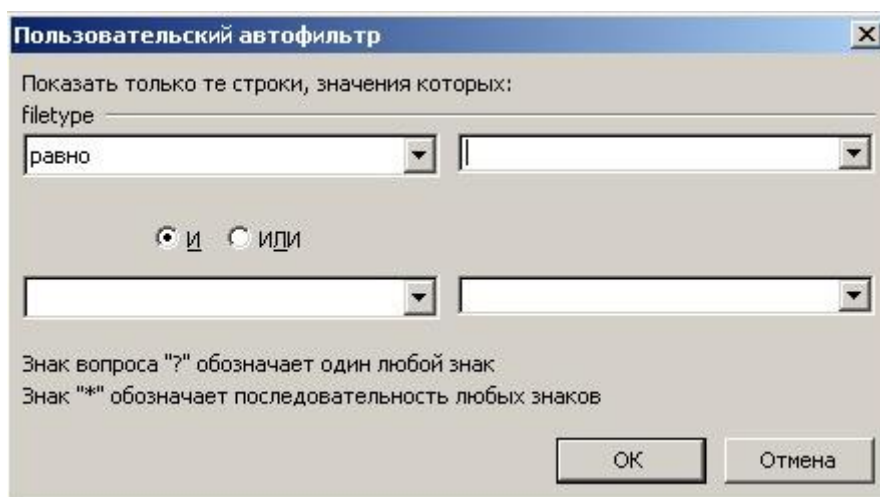 Пользовательский автофильтр
Показать только те строки, значения которых:
filetype
равно
И ИЛИ
Знак вопроса "?" обозначает один любой знак
Знак "*" обозначает последовательность любых знаков
ОК Отмена